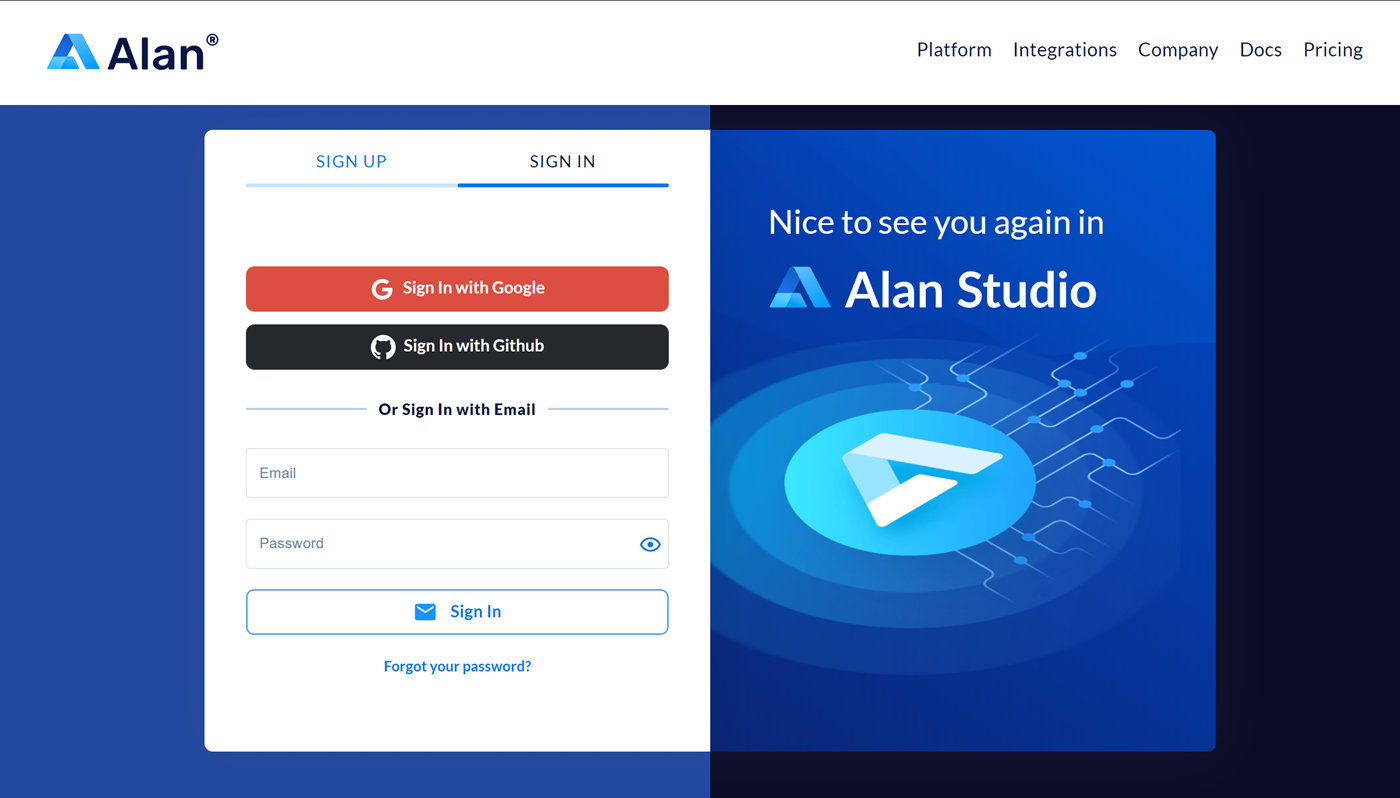 Alan®
Platform Integrations Company Docs Pricing
SIGN UP SIGN IN
Sign In with Google
Sign In with Github
Or Sign In with Email
Email
Password
Sign In
Forgot your password?
Nice to see you again in
Alan Studio